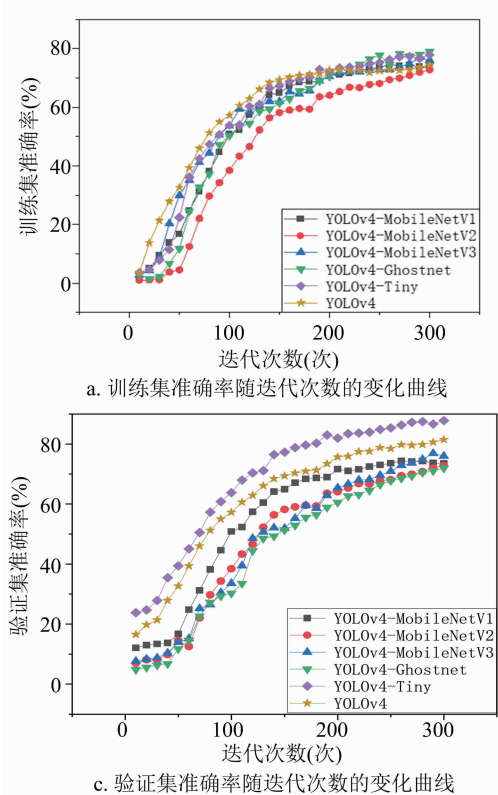 80
60
40
20
0
训练集准确率(%)
YOLOv4-MobileNetV1
YOLOv4-MobileNetV2
YOLOv4-MobileNetV3
YOLOv4-Ghostnet
YOLOv4-Tiny
YOLOv4
0 100 200 300
迭代次数(次)
a. 训练集准确率随迭代次数的变化曲线
80
60
40
20
0
验证集准确率(%)
YOLOv4-MobileNetV1
YOLOv4-MobileNetV2
YOLOv4-MobileNetV3
YOLOv4-Ghostnet
YOLOv4-Tiny
YOLOv4
0 100 200 300
迭代次数(次)
c. 验证集准确率随迭代次数的变化曲线